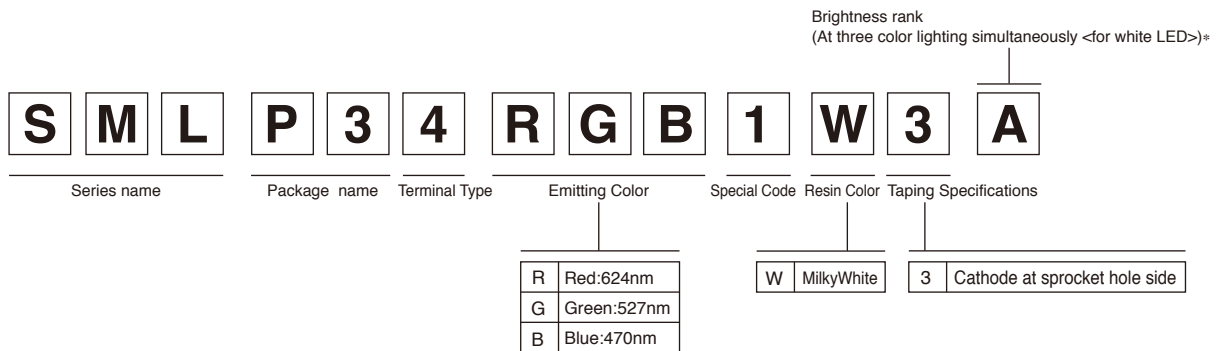 Brightness rank
(At three color lighting simultaneously <for white LED>)*
S M L P 3 4 R G B 1 W 3 A
Series name Package name Terminal Type Emitting Color Special Code Resin Color Taping Specifications
R Red:624nm W MilkyWhite 3 Cathode at sprocket hole side
G Green:527nm
B Blue:470nm